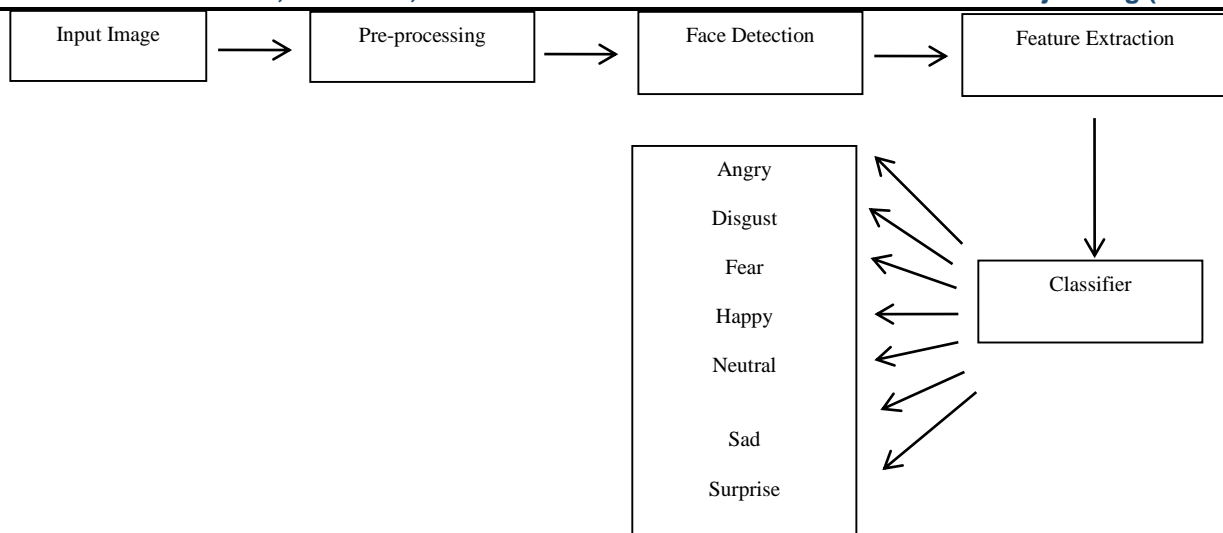 Input Image
Pre-processing
Face Detection
Feature Extraction
Angry
Disgust
Fear
Happy
Neutral
Sad
Surprise
Classifier